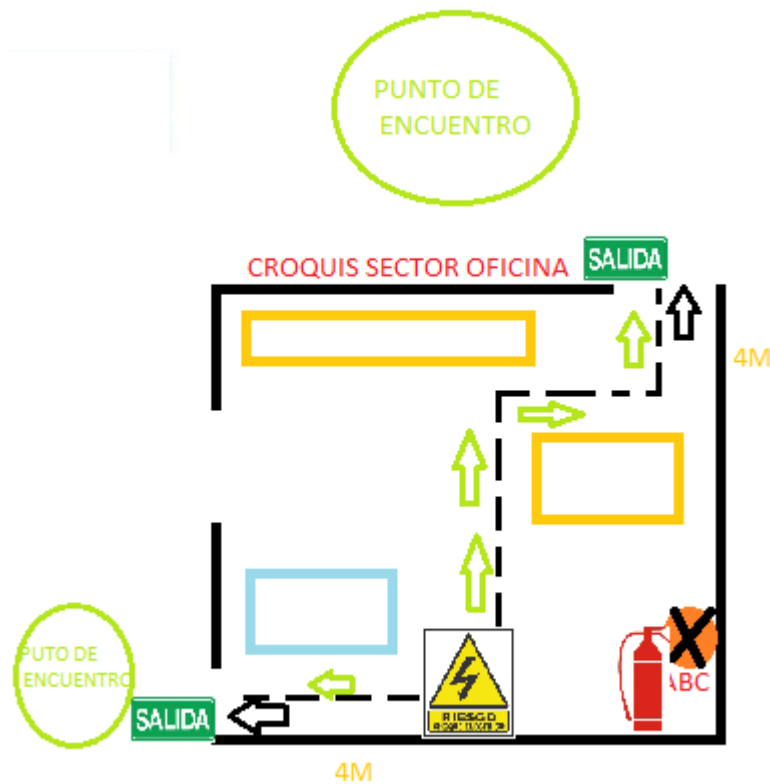 PUNTO DE
ENCUENTRO
CROQUIS SECTOR OFICINA
SALIDA
4M
PUTO DE
ENCUENTRO
SALIDA
RIESGO
ABC
4M